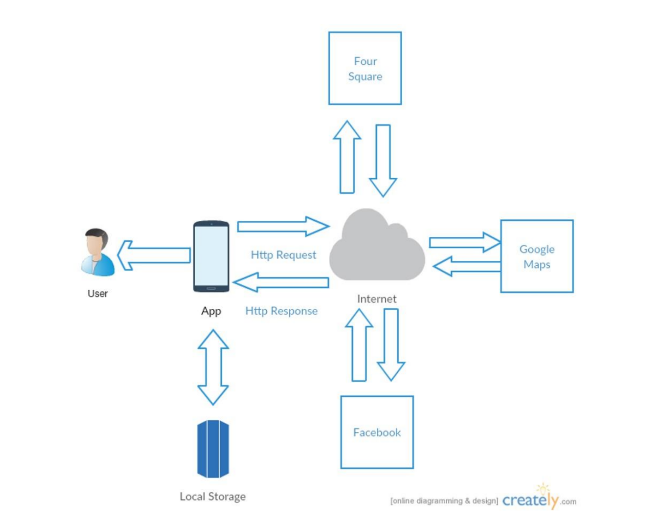 Four
Square
Http Request
Google
Maps
User
Internet
App
Http Response
Facebook
Local Storage
[online diagramming & design] creately.com